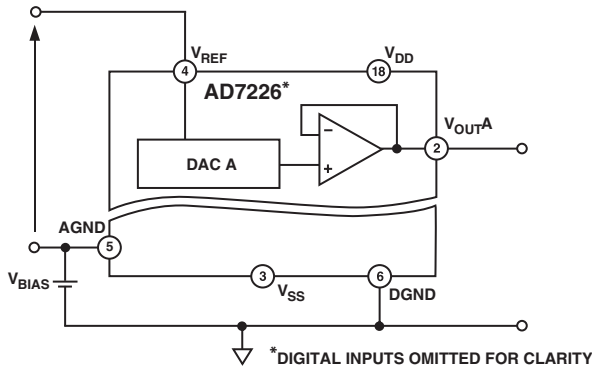 VREF
4
VDD
18
AD7226*
DAC A
−
+
VOUTA
2
AGND
5
VBIAS
3
VSS
6
DGND
*DIGITAL INPUTS OMITTED FOR CLARITY